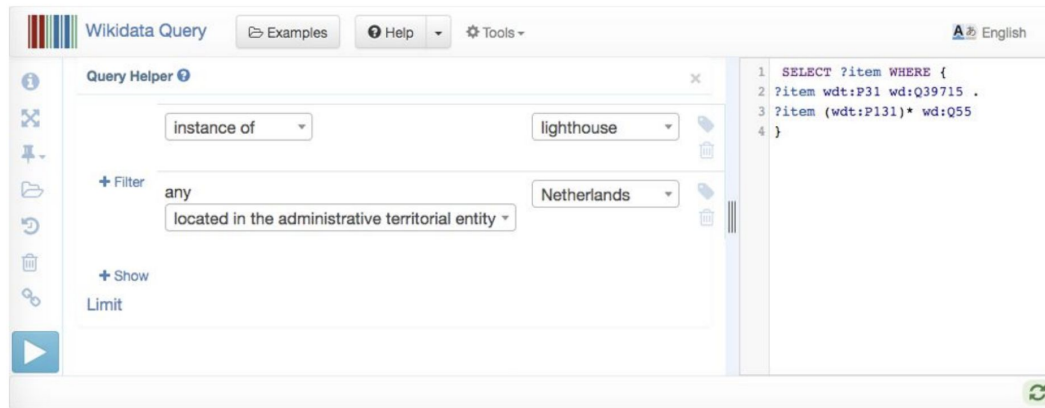 Wikidata Query
Examples
Help
Tools
Aあ English
Query Helper
instance of
lighthouse
+ Filter
any
located in the administrative territorial entity
Netherlands
+ Show
Limit
1 SELECT ?item WHERE {
2 ?item wdt:P31 wd:Q39715 .
3 ?item (wdt:P131)* wd:Q55
4 }